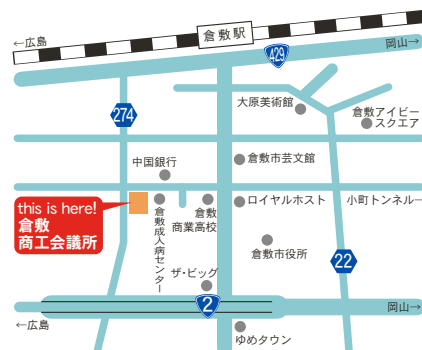 ←広島
倉敷駅
岡山→
429
大原美術館
倉敷アイビー
スクエア
274
中国銀行
倉敷市芸文館
this is here!
倉敷
商工会議所
倉敷成人病センター
倉敷
商業高校
ロイヤルホスト
小町トンネル
倉敷市役所
22
ザ・ビッグ
2
←広島
岡山→
ゆめタウン